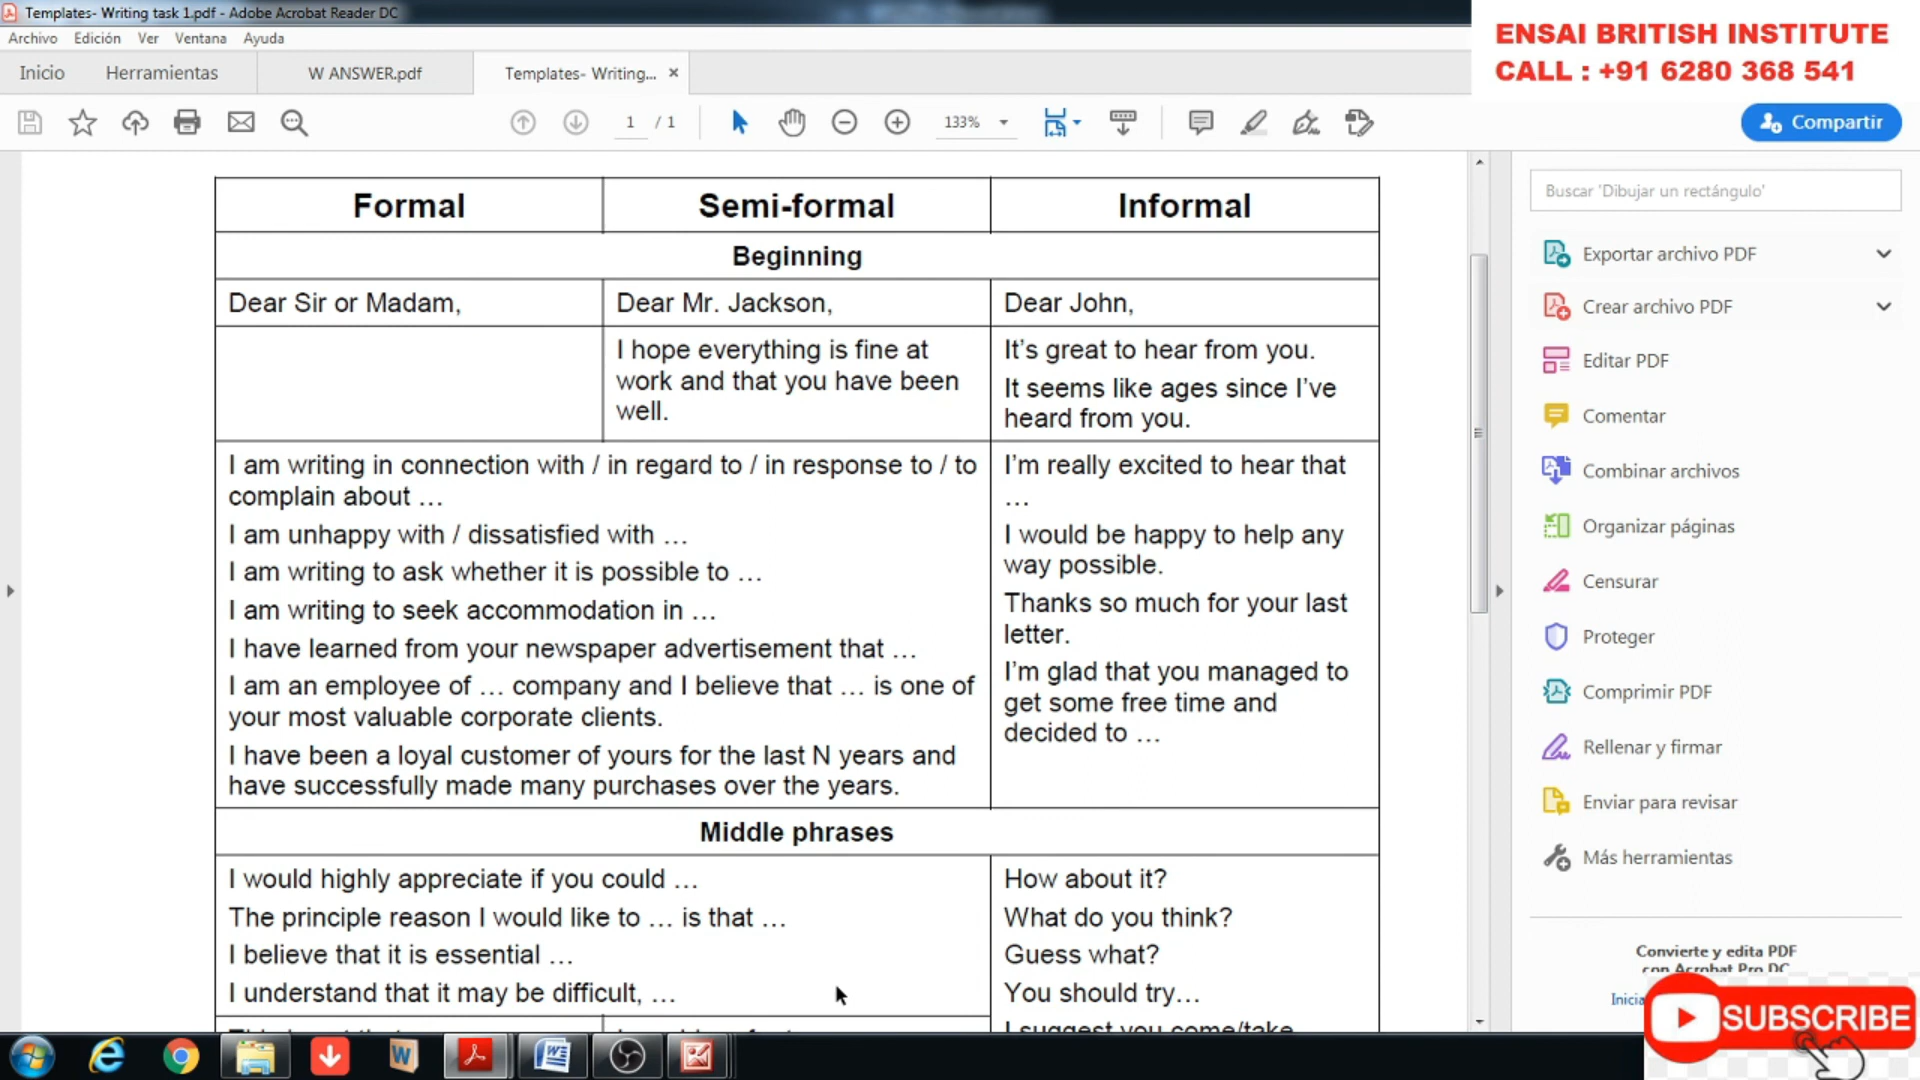 Templates- Writing task 1.pdf - Adobe Acrobat Reader DC
Archivo Edición Ver Ventana Ayuda
Inicio Herramientas W ANSWER.pdf Templates- Writing... ×
ENSAI BRITISH INSTITUTE
CALL : +91 6280 368 541
1 / 1 133% Compartir
Formal Semi-formal Informal
Beginning
Dear Sir or Madam, Dear Mr. Jackson, Dear John,
I hope everything is fine at
work and that you have been
well.
It's great to hear from you.
It seems like ages since I've
heard from you.
I am writing in connection with / in regard to / in response to / to
complain about …
I am unhappy with / dissatisfied with …
I am writing to ask whether it is possible to …
I am writing to seek accommodation in …
I have learned from your newspaper advertisement that …
I am an employee of … company and I believe that … is one of
your most valuable corporate clients.
I have been a loyal customer of yours for the last N years and
have successfully made many purchases over the years.
I'm really excited to hear that
…
I would be happy to help any
way possible.
Thanks so much for your last
letter.
I'm glad that you managed to
get some free time and
decided to …
Middle phrases
I would highly appreciate if you could …
The principle reason I would like to … is that …
I believe that it is essential …
I understand that it may be difficult, …
How about it?
What do you think?
Guess what?
You should try…
I suggest you come/take
Buscar 'Dibujar un rectángulo'
Exportar archivo PDF
Crear archivo PDF
Editar PDF
Comentar
Combinar archivos
Organizar páginas
Censurar
Proteger
Comprimir PDF
Rellenar y firmar
Enviar para revisar
Más herramientas
Convierte y edita PDF
con Acrobat Pro DC
SUBSCRIBE